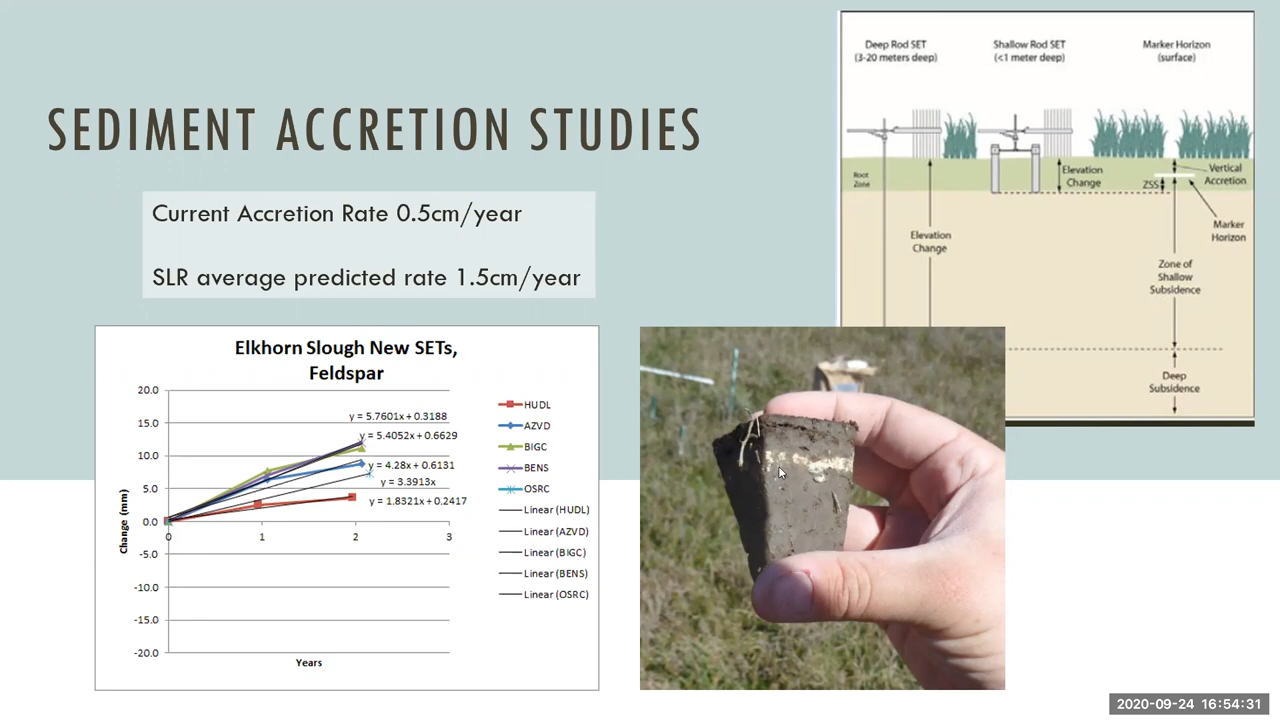 SEDIMENT ACCRETION STUDIES
Current Accretion Rate 0.5cm/year
SLR average predicted rate 1.5cm/year
Deep Rod SET
(3-20 meters deep)
Shallow Rod SET
(<1 meter deep)
Marker Horizon
(surface)
Root
Zone
Elevation
Change
Elevation
Change
ZSS
Vertical
Accretion
Marker
Horizon
Zone of
Shallow
Subsidence
Deep
Subsidence
Elkhorn Slough New SETs,
Feldspar
Change (mm)
20.0
15.0
10.0
5.0
0.0
-5.0
-10.0
-15.0
-20.0
0
1
2
3
Years
y = 5.7601x + 0.3188
y = 5.4052x + 0.6629
y = 4.28x + 0.6131
y = 3.3913x
y = 1.8321x + 0.2417
HUDL
AZVD
BIGC
BENS
OSRC
Linear (HUDL)
Linear (AZVD)
Linear (BIGC)
Linear (BENS)
Linear (OSRC)
2020-09-24 16:54:31